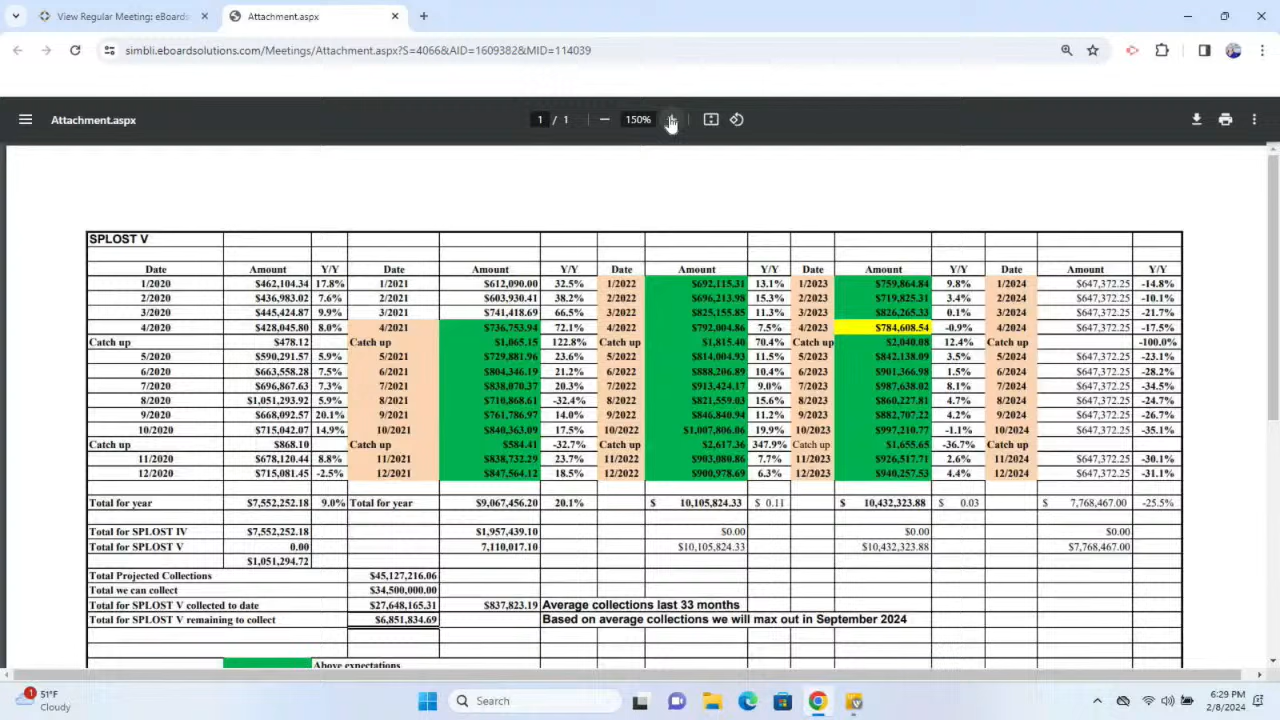 View Regular Meeting: eBoards
Attachment.aspx
simbli.eboardsolutions.com/Meetings/Attachment.aspx?S=4066&AID=1609382&MID=114039
Attachment.aspx 1 / 1 150%
SPLOST V
Date Amount Y/Y Date Amount Y/Y Date Amount Y/Y Date Amount Y/Y Date Amount Y/Y
1/2020 $462,104.34 17.8% 1/2021 $612,090.00 32.5% 1/2022 $692,115.31 13.1% 1/2023 $759,864.84 9.8% 1/2024 $647,372.25 -14.8%
2/2020 $436,983.02 7.6% 2/2021 $603,930.41 38.2% 2/2022 $696,213.98 15.3% 2/2023 $719,825.31 3.4% 2/2024 $647,372.25 -10.1%
3/2020 $445,424.87 9.9% 3/2021 $741,418.69 66.5% 3/2022 $825,155.85 11.3% 3/2023 $826,265.33 0.1% 3/2024 $647,372.25 -21.7%
4/2020 $428,045.80 8.0% 4/2021 $736,753.94 72.1% 4/2022 $792,004.86 7.5% 4/2023 $784,608.54 -0.9% 4/2024 $647,372.25 -17.5%
Catch up $478.12 Catch up $1,065.15 122.8% Catch up $1,815.40 70.4% Catch up $2,040.08 12.4% Catch up -100.0%
5/2020 $590,291.57 5.9% 5/2021 $729,881.96 23.6% 5/2022 $814,004.93 11.5% 5/2023 $842,138.09 3.5% 5/2024 $647,372.25 -23.1%
6/2020 $663,558.28 7.5% 6/2021 $804,346.19 21.2% 6/2022 $888,206.89 10.4% 6/2023 $901,366.98 1.5% 6/2024 $647,372.25 -28.2%
7/2020 $696,867.63 7.3% 7/2021 $838,070.37 20.3% 7/2022 $913,424.17 9.0% 7/2023 $987,638.02 8.1% 7/2024 $647,372.25 -34.5%
8/2020 $1,051,293.92 5.9% 8/2021 $710,868.61 -32.4% 8/2022 $821,559.03 15.6% 8/2023 $860,227.81 4.7% 8/2024 $647,372.25 -24.7%
9/2020 $668,092.57 20.1% 9/2021 $761,786.97 14.0% 9/2022 $846,840.94 11.2% 9/2023 $882,707.22 4.2% 9/2024 $647,372.25 -26.7%
10/2020 $715,042.07 14.9% 10/2021 $840,363.09 17.5% 10/2022 $1,007,806.06 19.9% 10/2023 $997,210.77 -1.1% 10/2024 $647,372.25 -35.1%
Catch up $868.10 Catch up $584.41 -32.7% Catch up $2,617.36 347.9% Catch up $1,655.65 -36.7% Catch up
11/2020 $678,120.44 8.8% 11/2021 $838,732.29 23.7% 11/2022 $903,080.86 7.7% 11/2023 $926,517.71 2.6% 11/2024 $647,372.25 -30.1%
12/2020 $715,081.45 -2.5% 12/2021 $847,564.12 18.5% 12/2022 $900,978.69 6.3% 12/2023 $940,257.53 4.4% 12/2024 $647,372.25 -31.1%
Total for year $7,552,252.18 9.0% Total for year $9,067,456.20 20.1% $ 10,105,824.33 $ 0.11 $ 10,432,323.88 $ 0.03 $ 7,768,467.00 -25.5%
Total for SPLOST IV $7,552,252.18 $1,957,439.10 $0.00 $0.00 $0.00
Total for SPLOST V 0.00 7,110,017.10 $10,105,824.33 $10,432,323.88 $7,768,467.00
$1,051,294.72
Total Projected Collections $45,127,216.06
Total we can collect $34,500,000.00
Total for SPLOST V collected to date $27,648,165.31 $837,823.19 Average collections last 33 months
Total for SPLOST V remaining to collect $6,851,834.69 Based on average collections we will max out in September 2024
Above expectations
1
51°F
Cloudy
Search
6:29 PM
2/8/2024